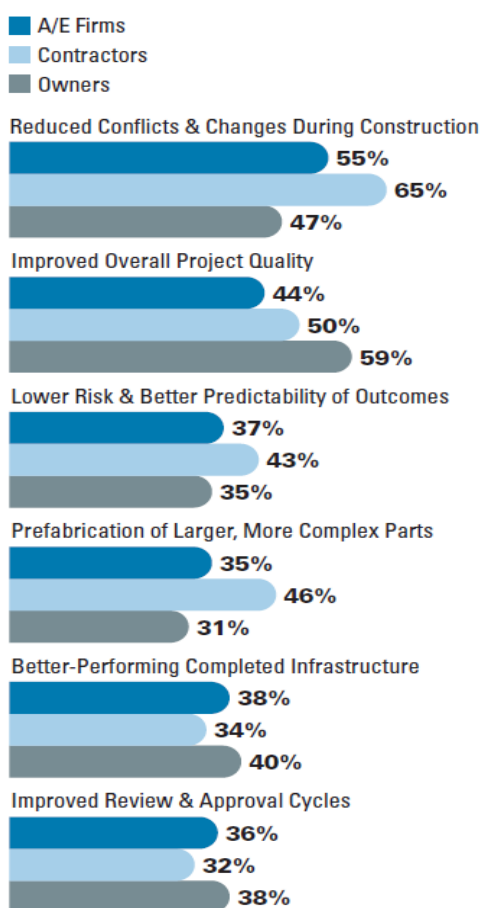 A/E Firms
Contractors
Owners
Reduced Conflicts & Changes During Construction
55%
65%
47%
Improved Overall Project Quality
44%
50%
59%
Lower Risk & Better Predictability of Outcomes
37%
43%
35%
Prefabrication of Larger, More Complex Parts
35%
46%
31%
Better-Performing Completed Infrastructure
38%
34%
40%
Improved Review & Approval Cycles
36%
32%
38%